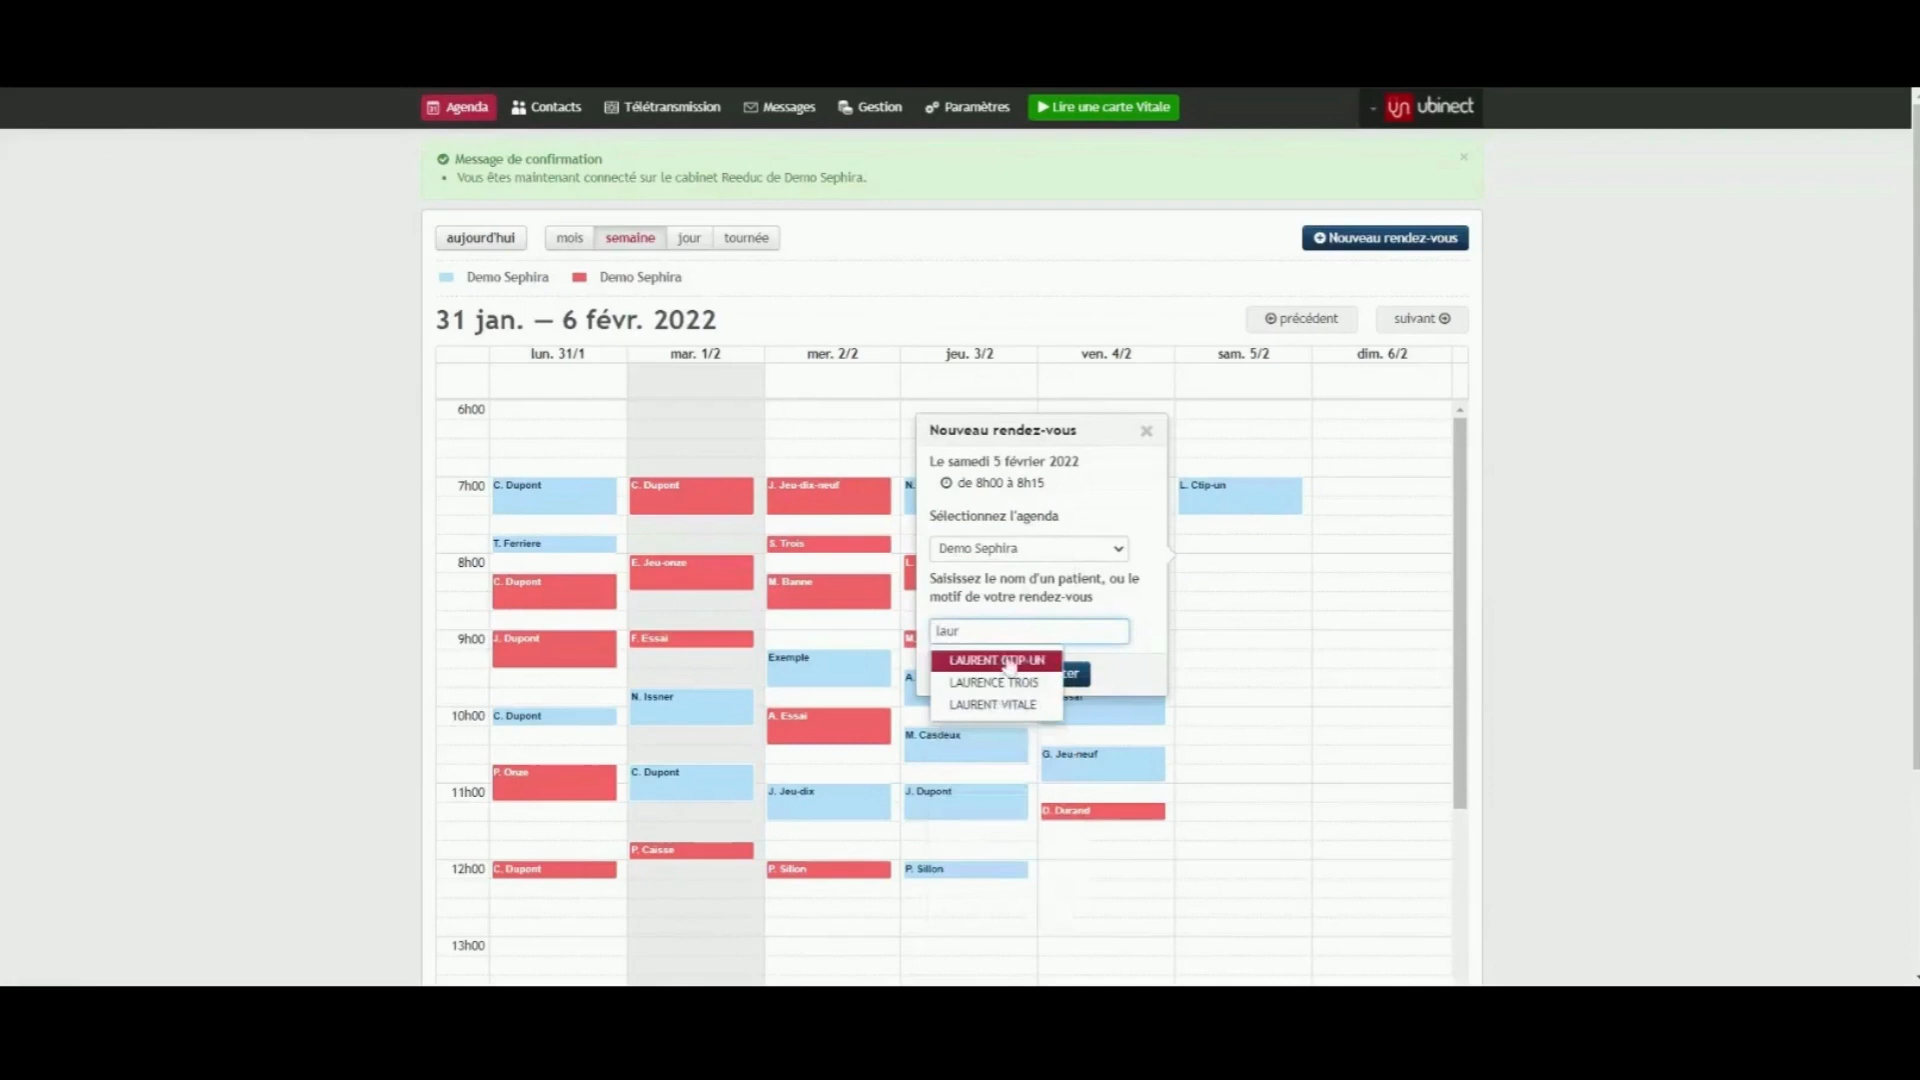 Agenda Contacts Télétransmission Messages Gestion Paramètres Lire une carte Vitale ubinect
Message de confirmation
Vous êtes maintenant connecté sur le cabinet Reeduc de Demo Sephira.
aujourd'hui mois semaine jour tournée Nouveau rendez-vous
Demo Sephira Demo Sephira
31 jan. — 6 févr. 2022 précédent suivant
lun. 31/1 mar. 1/2 mer. 2/2 jeu. 3/2 ven. 4/2 sam. 5/2 dim. 6/2
6h00
Nouveau rendez-vous
Le samedi 5 février 2022
de 8h00 à 8h15
Sélectionnez l'agenda
Demo Sephira
Saisissez le nom d'un patient, ou le
motif de votre rendez-vous
laur
LAURENT CTIP-UN
LAURENCE TROIS
LAURENT VITALE
7h00 C. Dupont C. Dupont J. Jeu-dix-neuf N. L. Ctip-un
T. Ferriere S. Trois
8h00 E. Jeu-onze L.
C. Dupont M. Banne
9h00 J. Dupont F. Essai M.
Exemple A.
N. Issner
10h00 C. Dupont A. Essai
M. Casdeux
G. Jeu-neuf
P. Onze C. Dupont
11h00 J. Jeu-dix J. Dupont
D. Durand
P. Caisse
12h00 C. Dupont P. Sillon P. Sillon
13h00